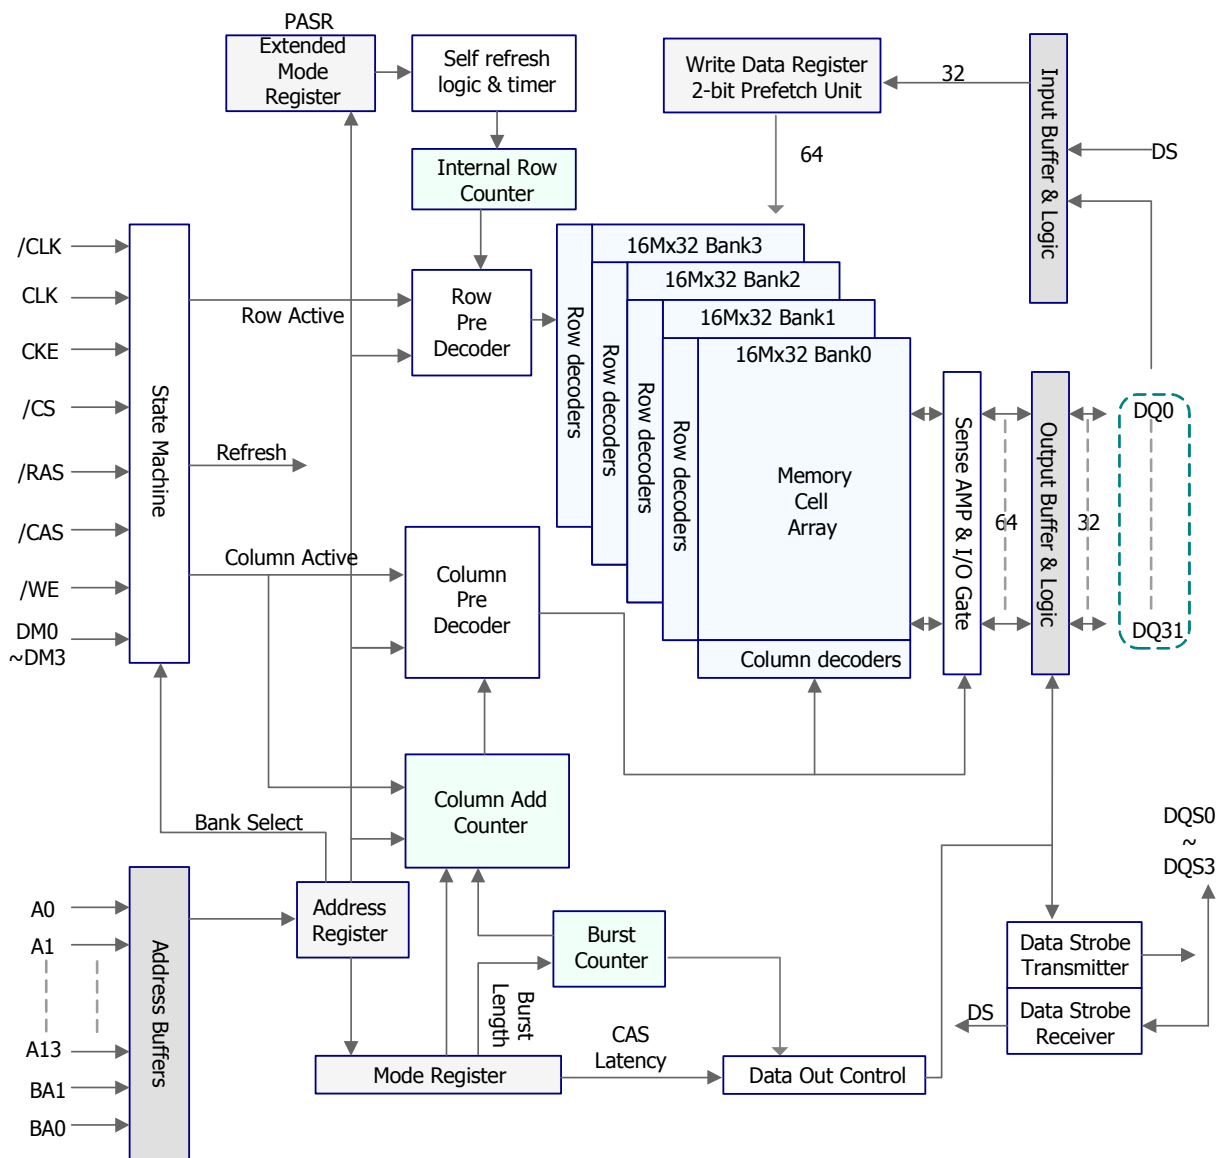 PASR
Extended
Mode
Register
Self refresh
logic & timer
Write Data Register
2-bit Prefetch Unit
32
Input Buffer & Logic
64
DS
Internal Row
Counter
/CLK
CLK
CKE
/CS
/RAS
/CAS
/WE
DM0
~DM3
State Machine
Row Active
Refresh
Column Active
Row
Pre
Decoder
Row decoders
Row decoders
Row decoders
Row decoders
16Mx32 Bank3
16Mx32 Bank2
16Mx32 Bank1
16Mx32 Bank0
Memory
Cell
Array
Column decoders
Sense AMP & I/O Gate
64
Output Buffer & Logic
32
DQ0
DQ31
Column
Pre
Decoder
Column Add
Counter
Bank Select
A0
A1
A13
BA1
BA0
Address Buffers
Address
Register
Burst
Counter
Burst
Length
CAS
Latency
Mode Register
Data Out Control
DQS0
~
DQS3
Data Strobe
Transmitter
DS
Data Strobe
Receiver